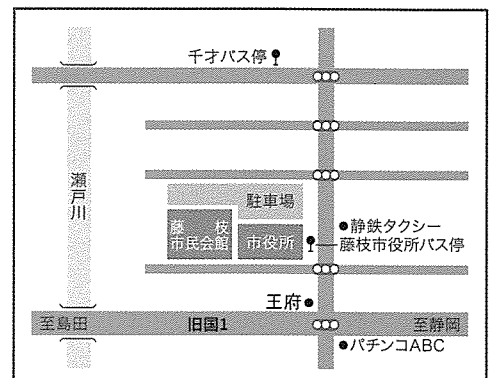 千才バス停
瀬戸川
駐車場
藤枝
市民会館
市役所
静鉄タクシー
藤枝市役所バス停
王府
至島田
旧国1
至静岡
パチンコABC